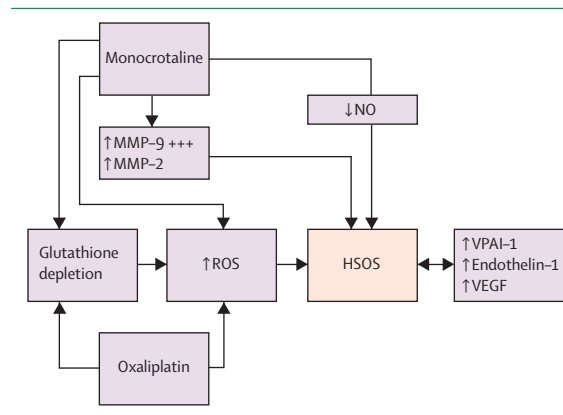 Monocrotaline
↓NO
↑MMP–9 +++
↑MMP–2
Glutathione
depletion
↑ROS
HSOS
↑VPAI–1
↑Endothelin–1
↑VEGF
Oxaliplatin